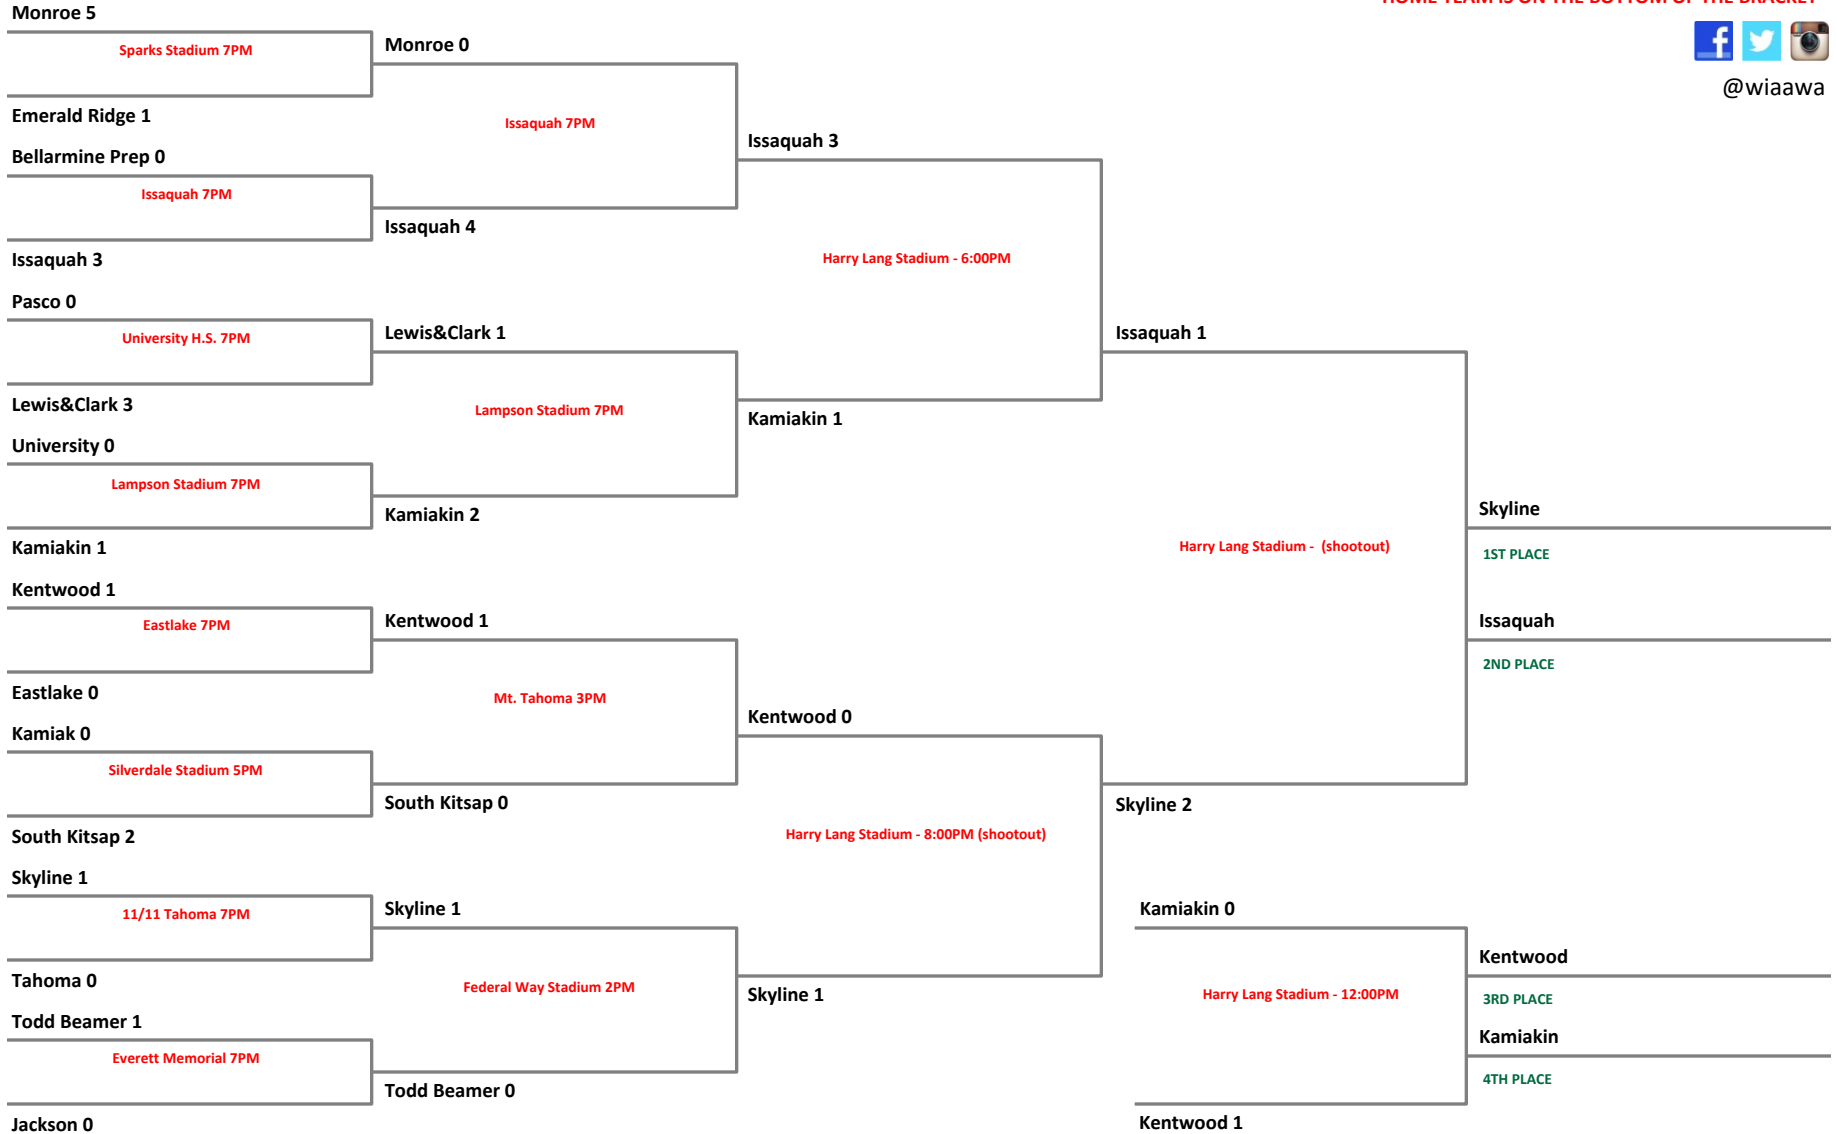 HOME TEAM IS ON THE BOTTOM OF THE BRACKET
@wiaawa
Monroe 5
Sparks Stadium 7PM
Emerald Ridge 1
Bellarmine Prep 0
Issaquah 7PM
Issaquah 3
Pasco 0
University H.S. 7PM
Lewis&Clark 3
University 0
Lampson Stadium 7PM
Kamiakin 1
Kentwood 1
Eastlake 7PM
Eastlake 0
Kamiak 0
Silverdale Stadium 5PM
South Kitsap 2
Skyline 1
11/11 Tahoma 7PM
Tahoma 0
Todd Beamer 1
Everett Memorial 7PM
Jackson 0
Monroe 0
Issaquah 7PM
Issaquah 4
Lewis&Clark 1
Lampson Stadium 7PM
Kamiakin 2
Kentwood 1
Mt. Tahoma 3PM
South Kitsap 0
Skyline 1
Federal Way Stadium 2PM
Todd Beamer 0
Issaquah 3
Harry Lang Stadium - 6:00PM
Kamiakin 1
Kentwood 0
Harry Lang Stadium - 8:00PM (shootout)
Skyline 1
Issaquah 1
Harry Lang Stadium -  (shootout)
Skyline 2
Kamiakin 0
Harry Lang Stadium - 12:00PM
Kentwood 1
Skyline
1ST PLACE
Issaquah
2ND PLACE
Kentwood
3RD PLACE
Kamiakin
4TH PLACE